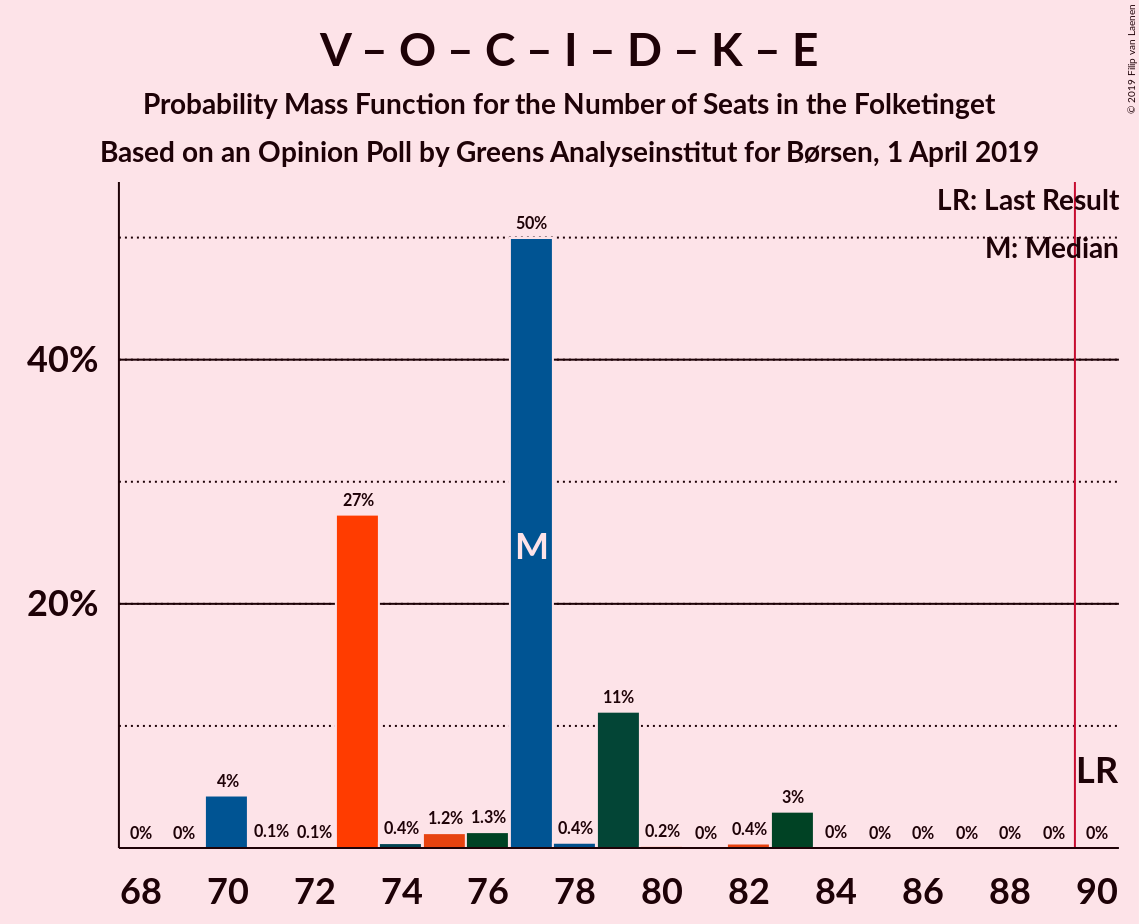 V – O – C – I – D – K – E
Probability Mass Function for the Number of Seats in the Folketinget
Based on an Opinion Poll by Greens Analyseinstitut for Børsen, 1 April 2019
© 2019 Filip van Laenen
LR: Last Result
M: Median
50%
40%
27%
M
20%
11%
LR
4%
3%
0% 0% 0.1% 0.1% 0.4% 1.2% 1.3% 0.4% 0.2% 0% 0.4% 0% 0% 0% 0% 0% 0% 0%
68 70 72 74 76 78 80 82 84 86 88 90